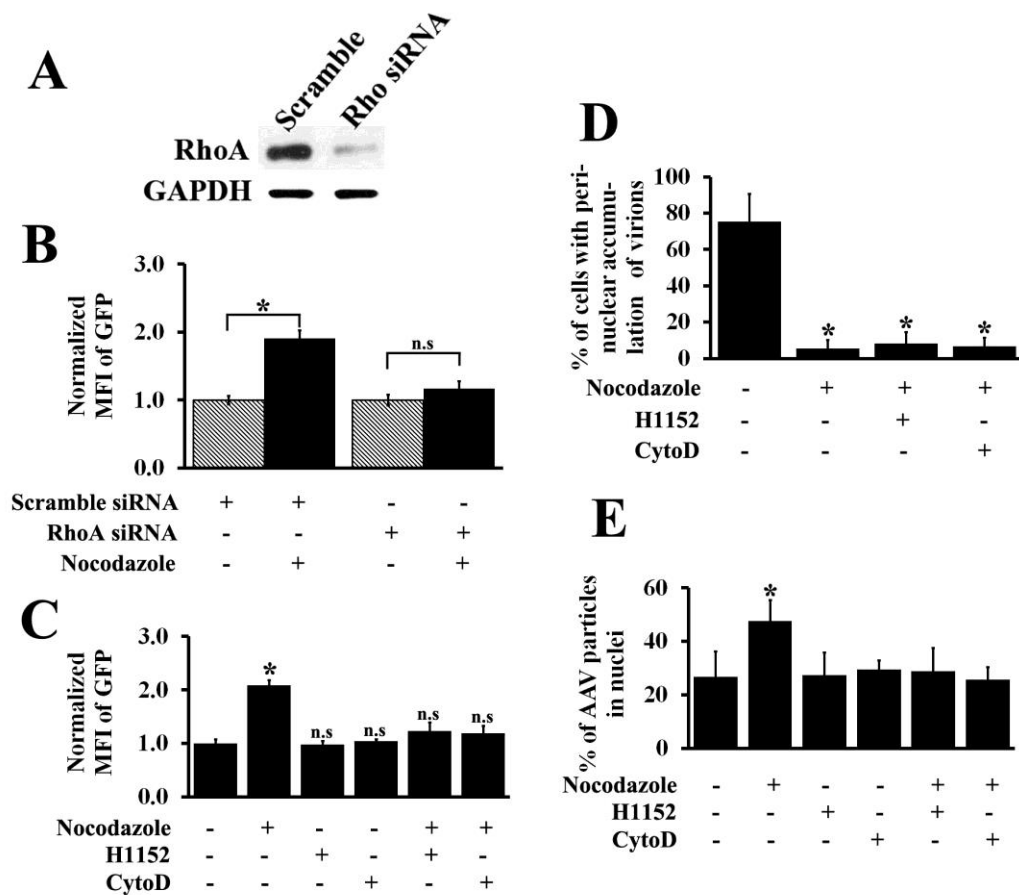 A
Scramble
Rho siRNA
RhoA
GAPDH
B
Normalized
MFI of GFP
3.0
2.0
1.0
0.0
*
n.s
Scramble siRNA + + - -
RhoA siRNA - - + +
Nocodazole - + - +
C
Normalized
MFI of GFP
3.0
2.0
1.0
0.0
*
n.s
n.s
n.s
n.s
Nocodazole - + - - + +
H1152 - - + - + -
CytoD - - - + - +
D
% of cells with peri-
nuclear accumu-
lation of virions
100
80
60
40
20
0
*
*
*
Nocodazole - + + +
H1152 - - + -
CytoD - - - +
E
% of AAV particles
in nuclei
60
40
20
0
*
Nocodazole - + - - + +
H1152 - - + - + -
CytoD - - - + - +